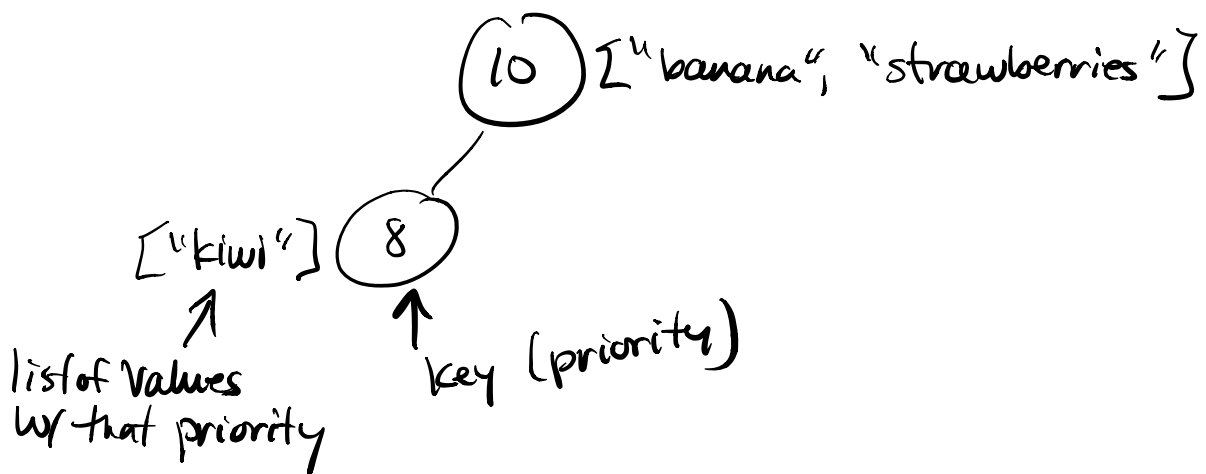 10 ["banana", "strawberries"]
["kiwi"] 8
list of values
w/ that priority
key (priority)